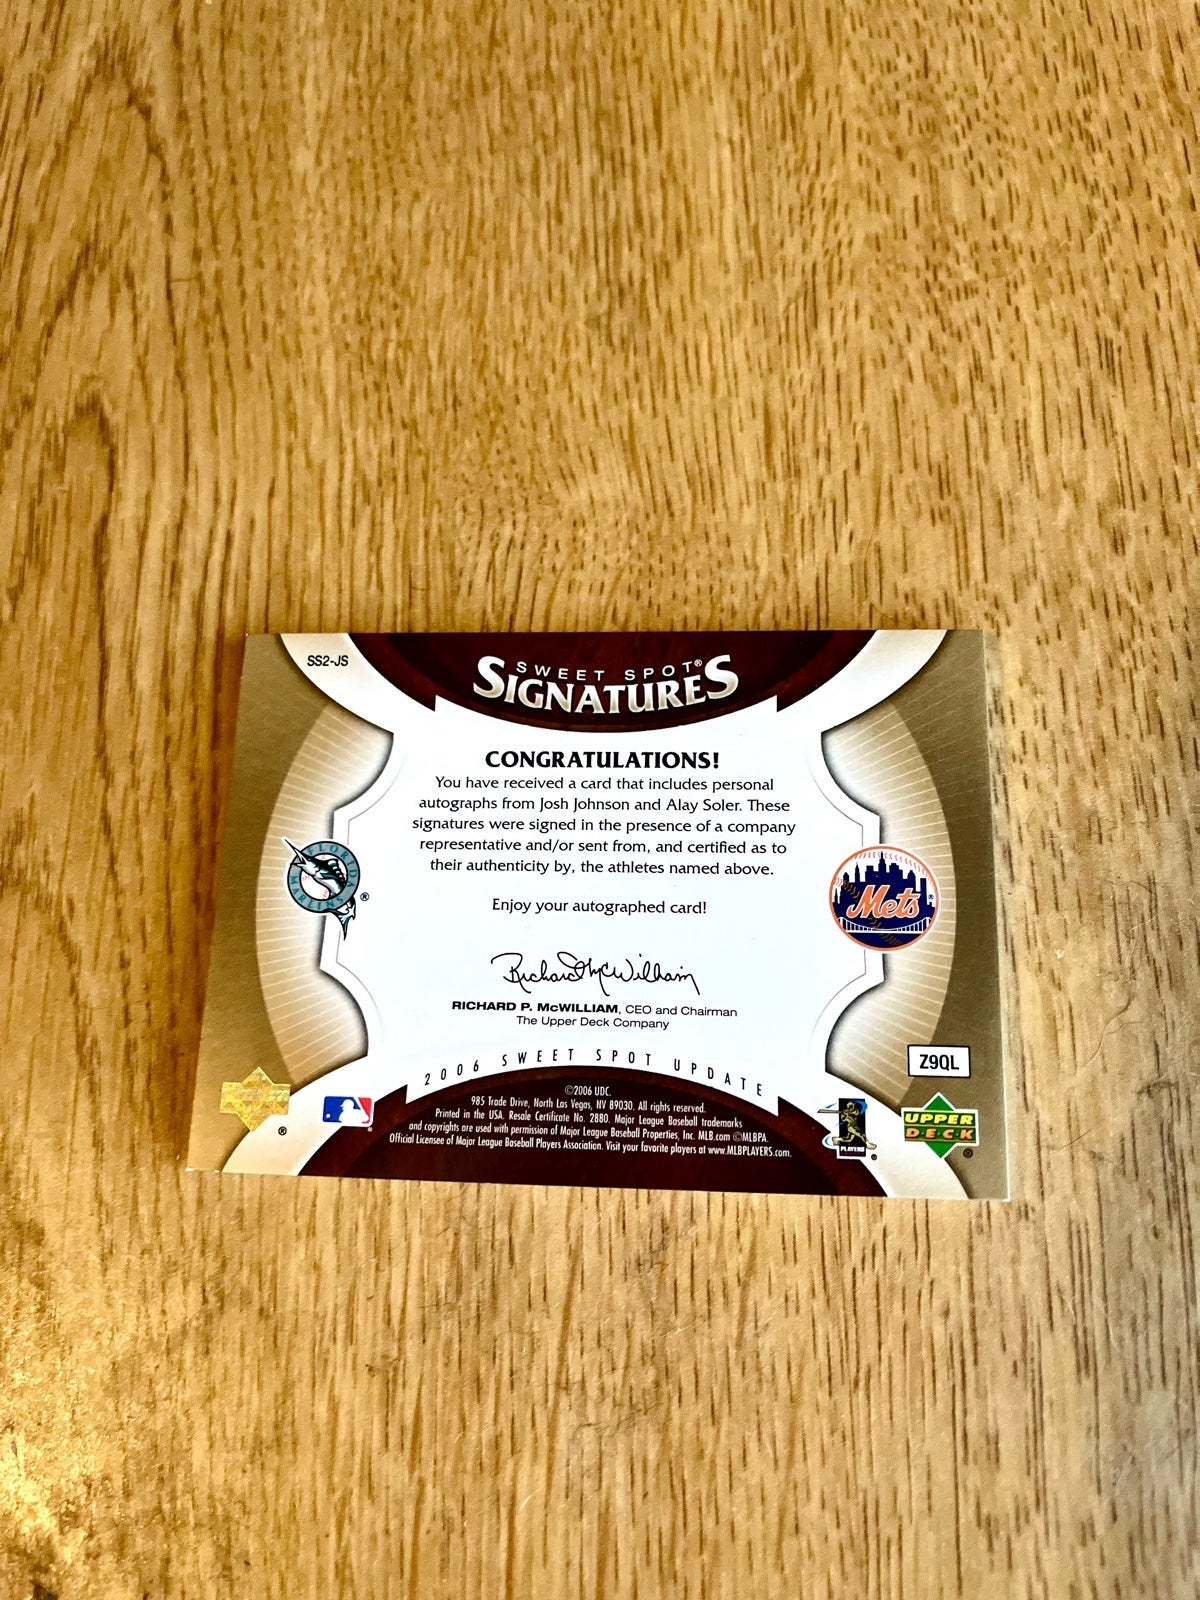 SS2-JS
SWEET SPOT®
SIGNATURES
CONGRATULATIONS!
You have received a card that includes personal
autographs from Josh Johnson and Alay Soler. These
signatures were signed in the presence of a company
representative and/or sent from, and certified as to
their authenticity by, the athletes named above.
Enjoy your autographed card!
FLORIDA
MARLINS
®
Mets
®
Richard McWilliam
RICHARD P. McWILLIAM, CEO and Chairman
The Upper Deck Company
2006 SWEET SPOT UPDATE
Z9QL
©2006 UDC.
985 Trade Drive, North Las Vegas, NV 89030. All rights reserved.
Printed in the USA. Resale Certificate No. 2880. Major League Baseball trademarks
and copyrights are used with permission of Major League Baseball Properties, Inc. MLB.com ©MLBPA
Official Licensee of Major League Baseball Players Association. Visit your favorite players at www.MLBPLAYERS.com.
®
PLAYERS
®
UPPER
DECK
®